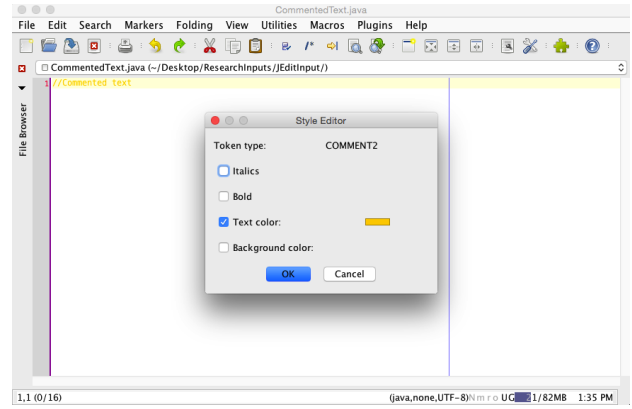 CommentedText.java
File Edit Search Markers Folding View Utilities Macros Plugins Help
CommentedText.java (~/Desktop/ResearchInputs/JEditInput/)
1 //Commented text
File Browser
Style Editor
Token type: COMMENT2
Italics
Bold
Text color:
Background color:
OK Cancel
1,1 (0/16) (java,none,UTF-8)N m r o UG 21/82MB 1:35 PM